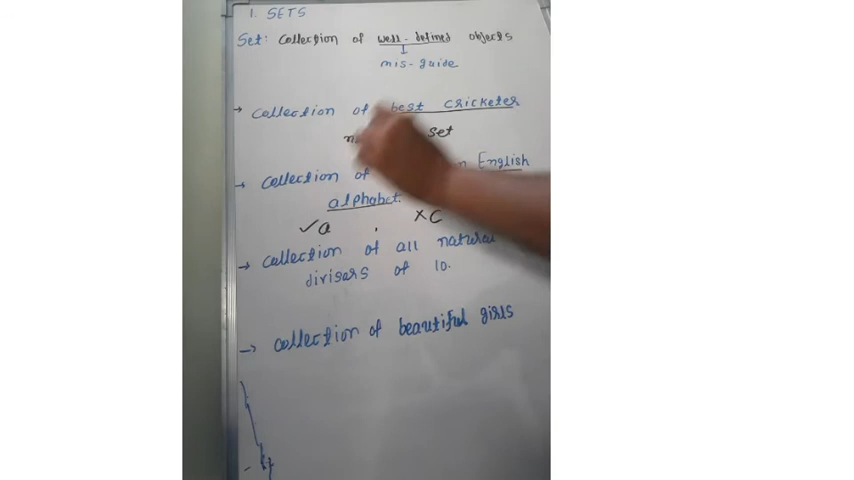 1. SETS
Set: Collection of well-defined objects
mis-guide
→ collection of best cricketer
set
→ collection of English
alphabet.
✓a , ×C
→ collection of all natural
divisars of 10.
→ collection of beautiful girls